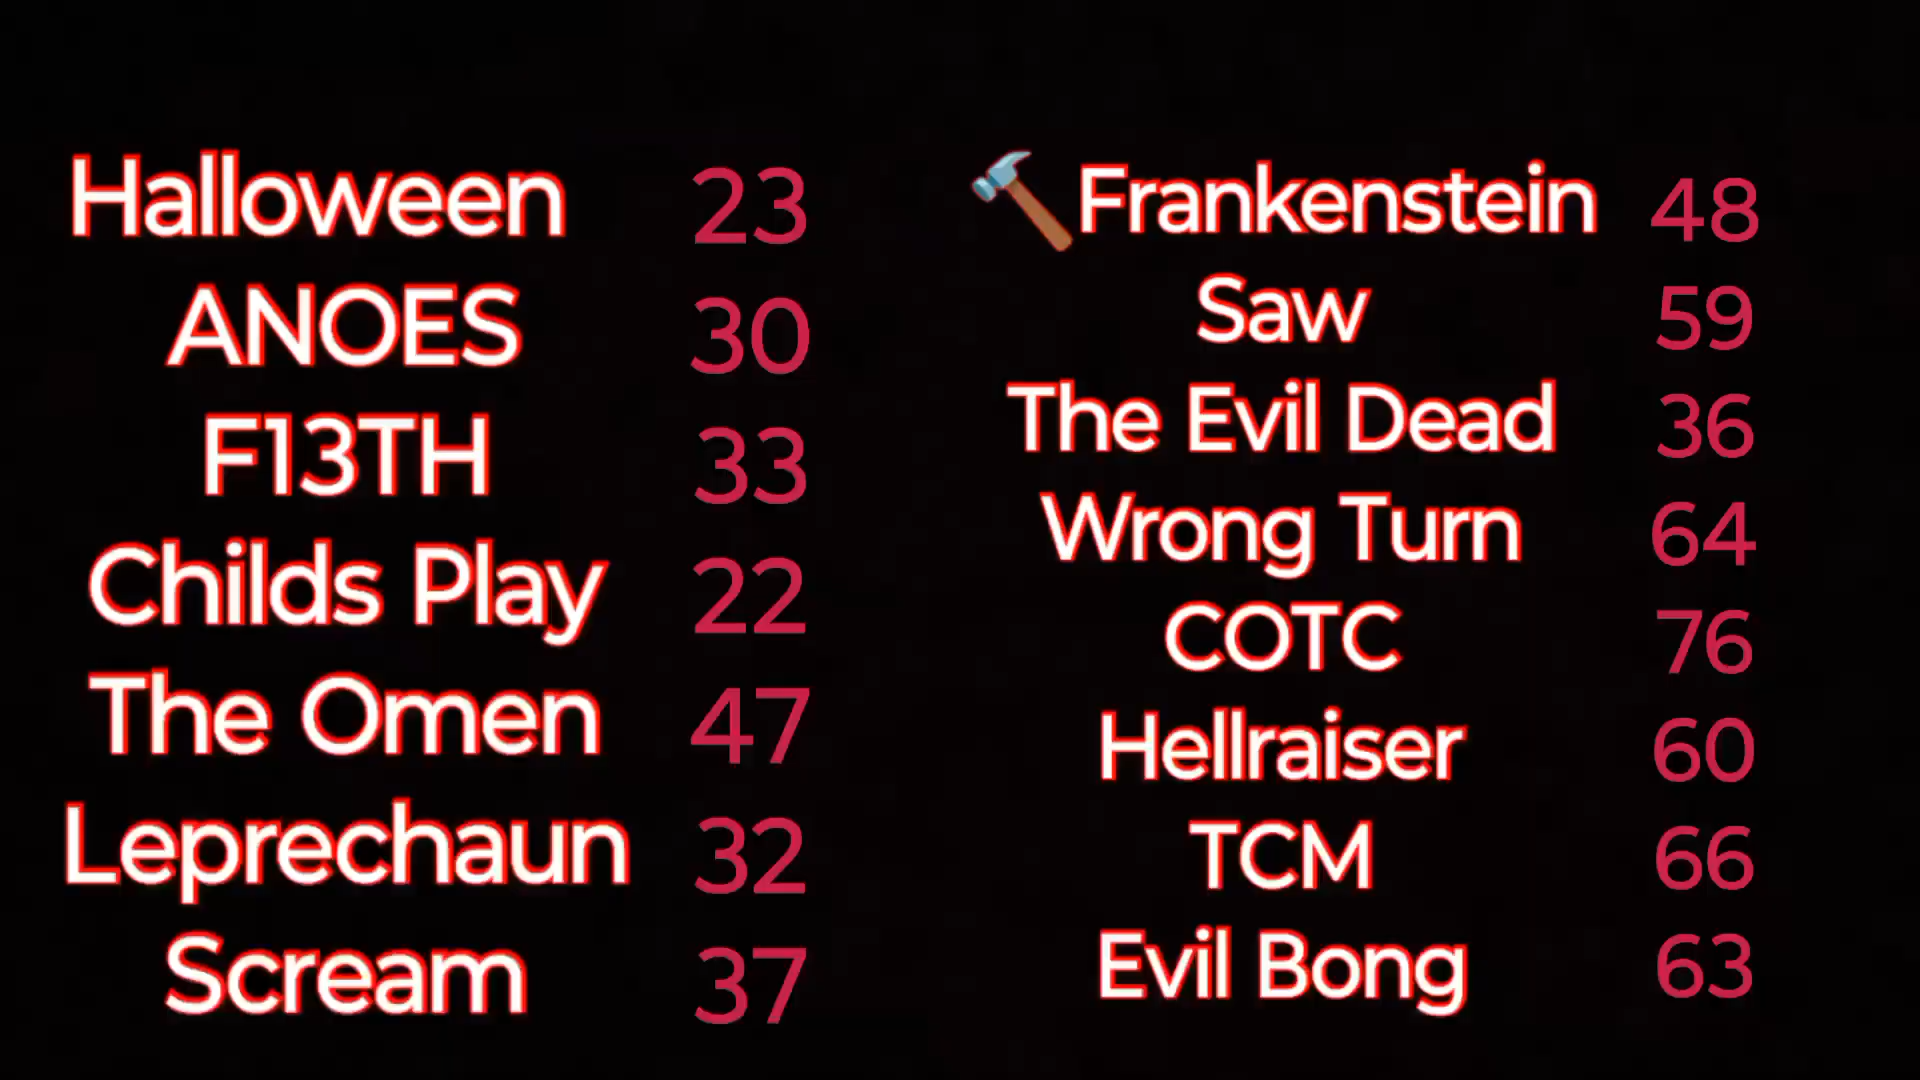 Halloween 23
ANOES 30
F13TH 33
Childs Play 22
The Omen 47
Leprechaun 32
Scream 37
🔨Frankenstein 48
Saw 59
The Evil Dead 36
Wrong Turn 64
COTC 76
Hellraiser 60
TCM 66
Evil Bong 63